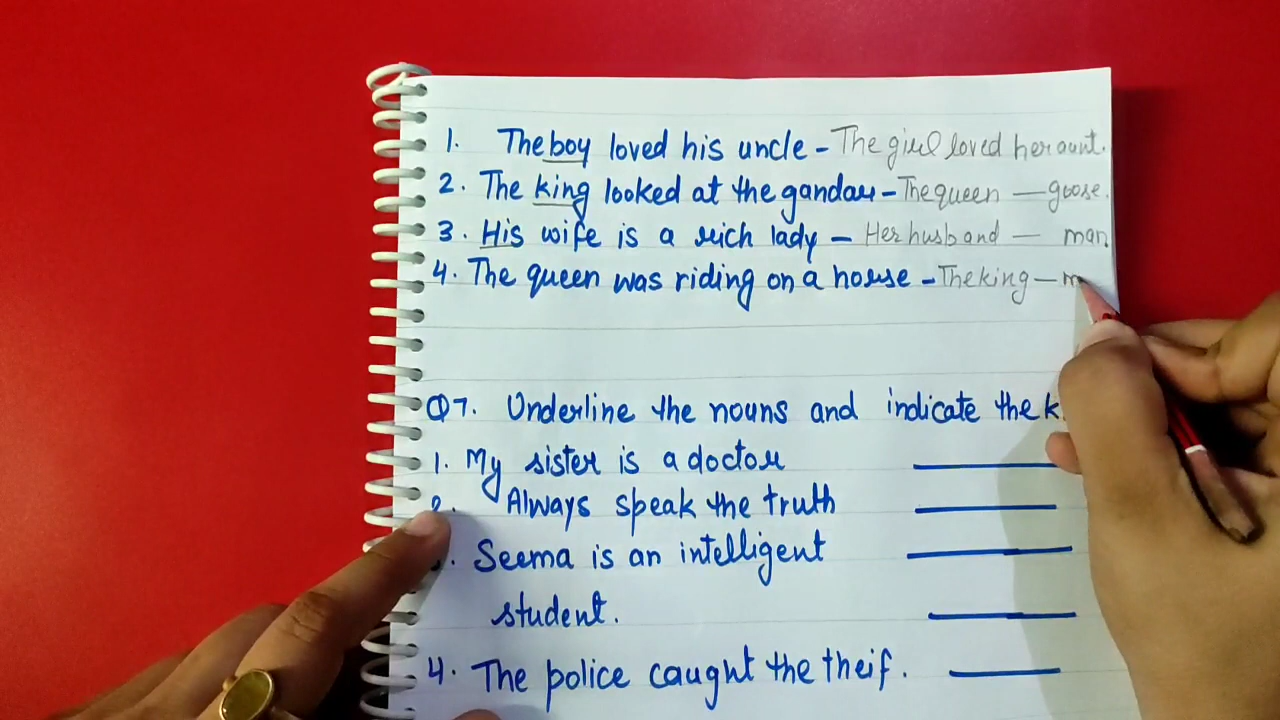 1. The boy loved his uncle - The girl loved her aunt.
2. The king looked at the gandar - The queen — goose.
3. His wife is a rich lady - Her husband — man
4. The queen was riding on a horse - The king — m
Q7. Underline the nouns and indicate the k
1. My sister is a doctor
2. Always speak the truth
. Seema is an intelligent
student.
4. The police caught the theif.